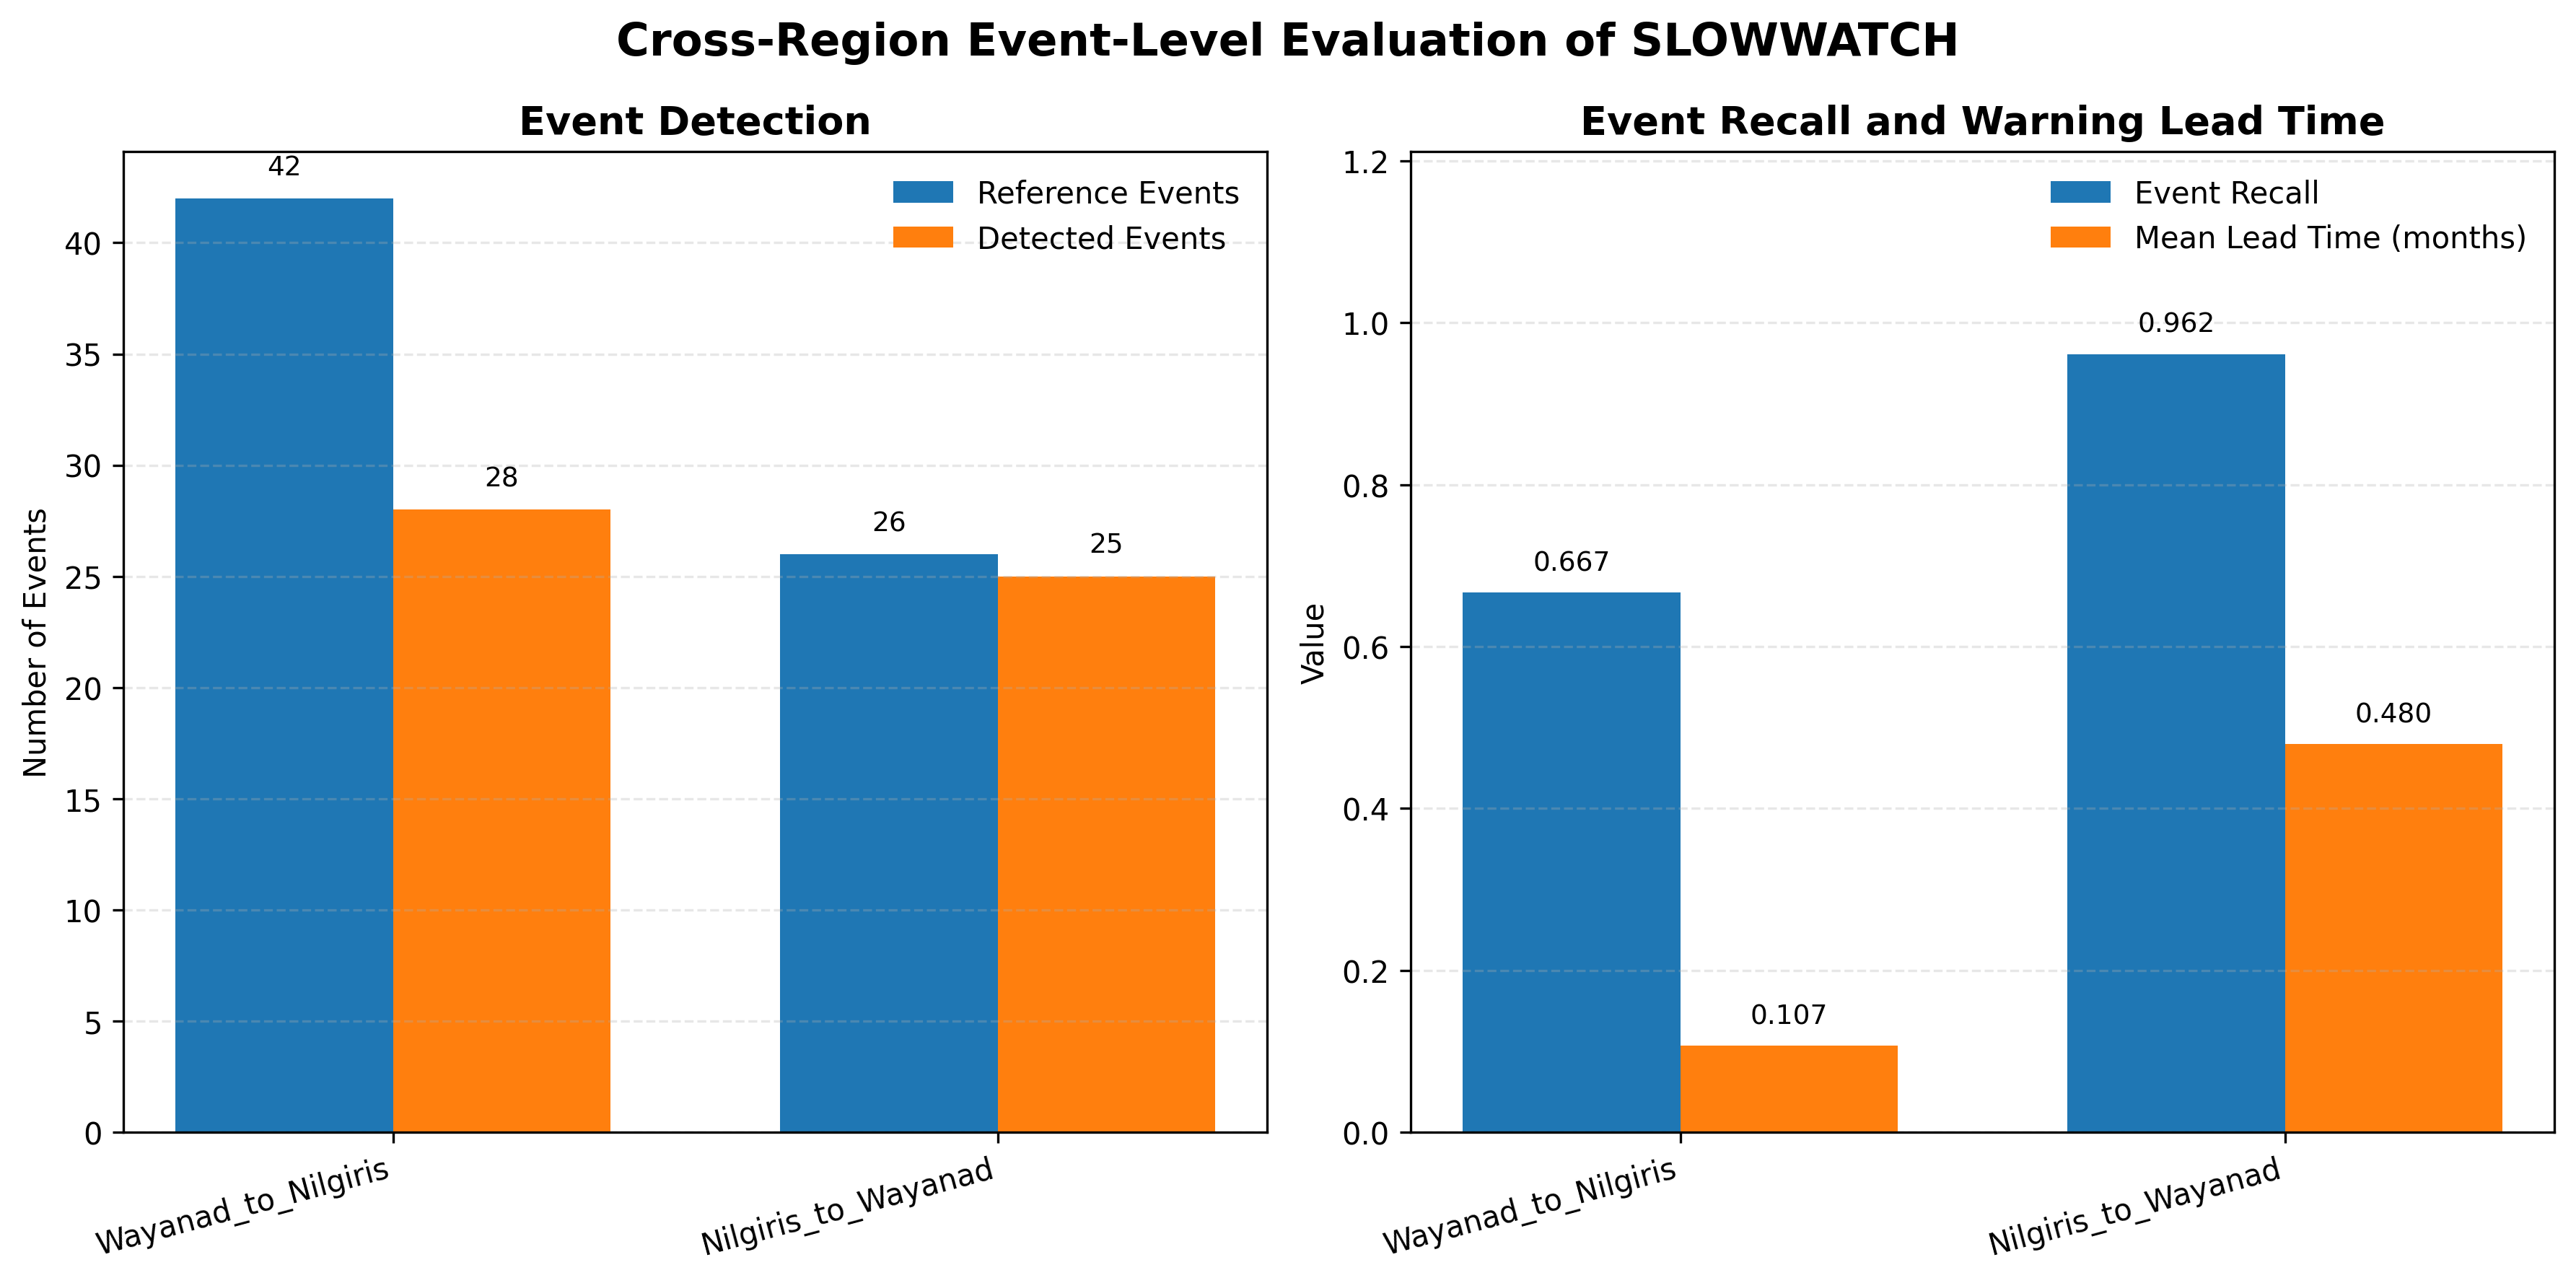 Cross-Region Event-Level Evaluation of SLOWWATCH
Event Detection
Number of Events
40
35
30
25
20
15
10
5
0
42
28
26
25
Reference Events
Detected Events
Wayanad_to_Nilgiris
Nilgiris_to_Wayanad
Event Recall and Warning Lead Time
Value
1.2
1.0
0.8
0.6
0.4
0.2
0.0
0.667
0.107
0.962
0.480
Event Recall
Mean Lead Time (months)
Wayanad_to_Nilgiris
Nilgiris_to_Wayanad